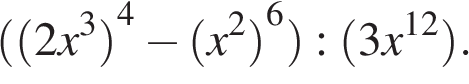 ((2x³)⁴ − (x²)⁶) : (3x¹²).